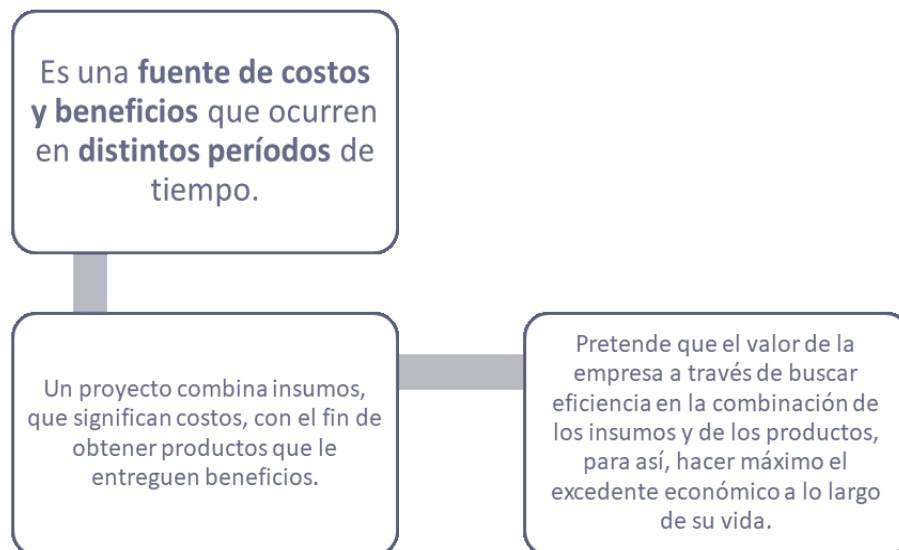 Es una fuente de costos
y beneficios que ocurren
en distintos períodos de
tiempo.
Un proyecto combina insumos,
que significan costos, con el fin de
obtener productos que le
entreguen beneficios.
Pretende que el valor de la
empresa a través de buscar
eficiencia en la combinación de
los insumos y de los productos,
para así, hacer máximo el
excedente económico a lo largo
de su vida.